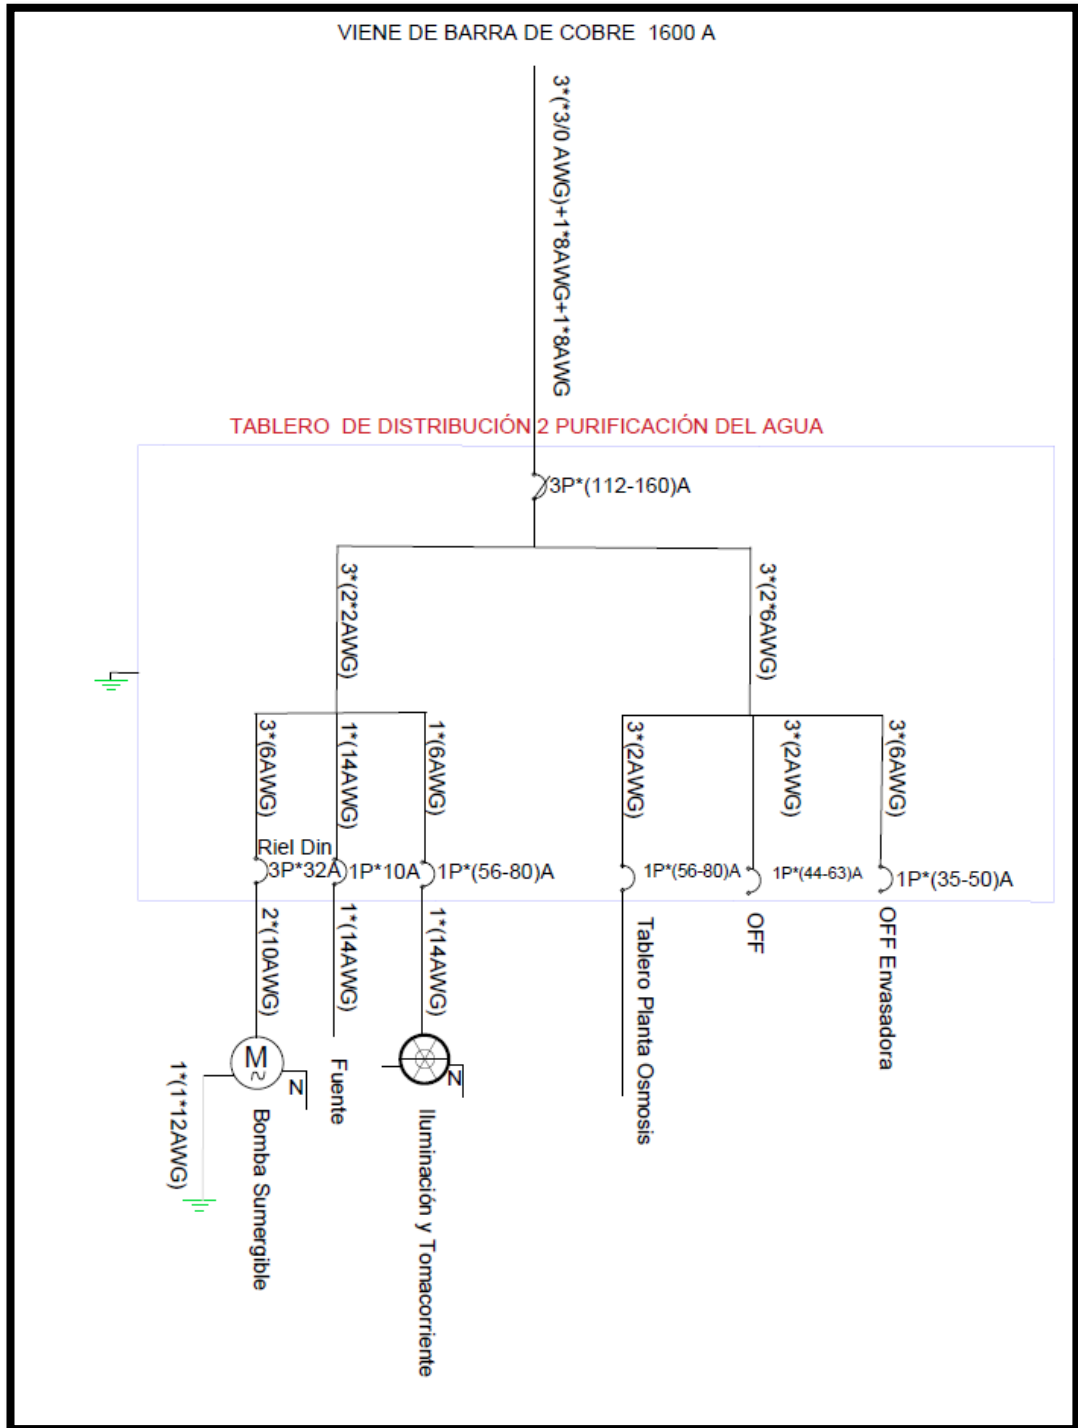 VIENE DE BARRA DE COBRE 1600 A
3*(*3/0 AWG)+1*8AWG+1*8AWG
TABLERO DE DISTRIBUCIÓN 2 PURIFICACIÓN DEL AGUA
3P*(112-160)A
3*(2*2AWG)
3*(2*6AWG)
3*(6AWG)
1*(14AWG)
1*(6AWG)
3*(2AWG)
3*(2AWG)
3*(6AWG)
Riel Din
3P*32A
1P*10A
1P*(56-80)A
1P*(56-80)A
1P*(44-63)A
1P*(35-50)A
2*(10AWG)
1*(14AWG)
1*(14AWG)
Tablero Planta Osmosis
OFF
OFF Envasadora
M
2
N
N
1*(1*12AWG)
Bomba Sumergible
Fuente
Iluminación y Tomacorriente